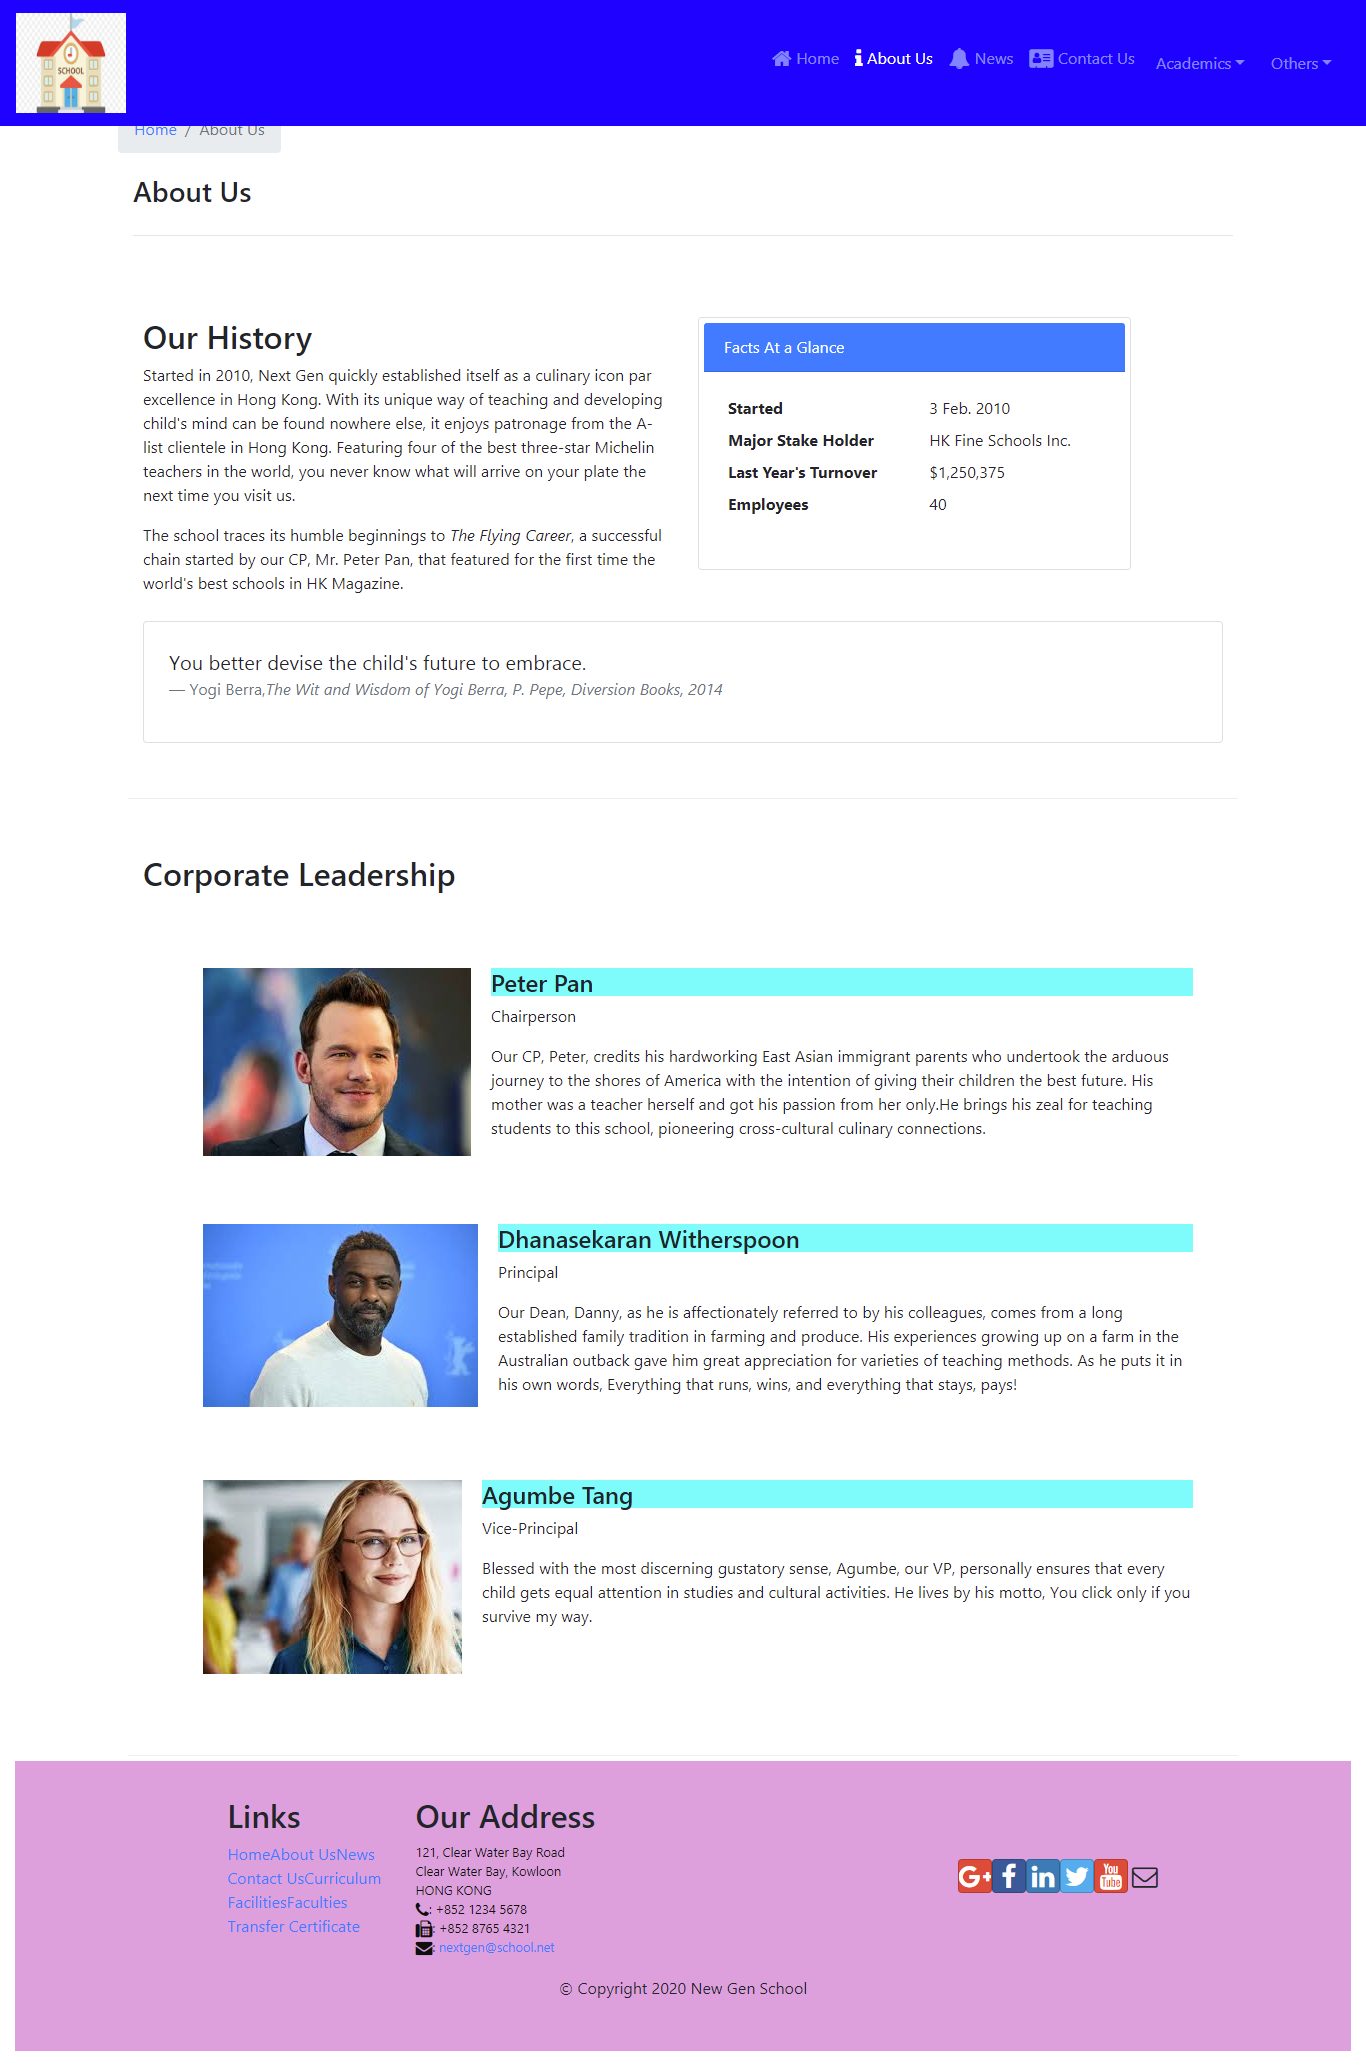 SCHOOL
Home
About Us
News
Contact Us
Academics
Others
Home / About Us
About Us
Our History
Started in 2010, Next Gen quickly established itself as a culinary icon par
excellence in Hong Kong. With its unique way of teaching and developing
child's mind can be found nowhere else, it enjoys patronage from the A-
list clientele in Hong Kong. Featuring four of the best three-star Michelin
teachers in the world, you never know what will arrive on your plate the
next time you visit us.
The school traces its humble beginnings to The Flying Career, a successful
chain started by our CP, Mr. Peter Pan, that featured for the first time the
world's best schools in HK Magazine.
Facts At a Glance
Started 3 Feb. 2010
Major Stake Holder HK Fine Schools Inc.
Last Year's Turnover $1,250,375
Employees 40
You better devise the child's future to embrace.
— Yogi Berra,The Wit and Wisdom of Yogi Berra, P. Pepe, Diversion Books, 2014
Corporate Leadership
Peter Pan
Chairperson
Our CP, Peter, credits his hardworking East Asian immigrant parents who undertook the arduous
journey to the shores of America with the intention of giving their children the best future. His
mother was a teacher herself and got his passion from her only.He brings his zeal for teaching
students to this school, pioneering cross-cultural culinary connections.
Dhanasekaran Witherspoon
Principal
Our Dean, Danny, as he is affectionately referred to by his colleagues, comes from a long
established family tradition in farming and produce. His experiences growing up on a farm in the
Australian outback gave him great appreciation for varieties of teaching methods. As he puts it in
his own words, Everything that runs, wins, and everything that stays, pays!
Agumbe Tang
Vice-Principal
Blessed with the most discerning gustatory sense, Agumbe, our VP, personally ensures that every
child gets equal attention in studies and cultural activities. He lives by his motto, You click only if you
survive my way.
Links
HomeAbout UsNews
Contact UsCurriculum
FacilitiesFaculties
Transfer Certificate
Our Address
121, Clear Water Bay Road
Clear Water Bay, Kowloon
HONG KONG
: +852 1234 5678
: +852 8765 4321
: nextgen@school.net
G+ f in You Tube
© Copyright 2020 New Gen School